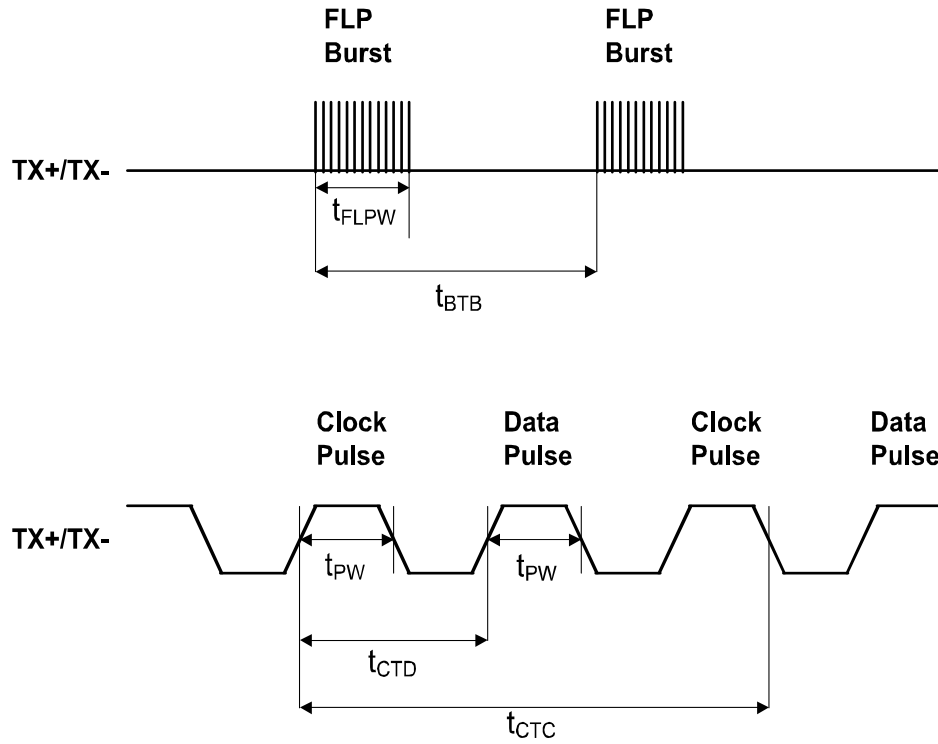 FLP
Burst
FLP
Burst
TX+/TX-
tFLPW
tBTB
Clock
Pulse
Data
Pulse
Clock
Pulse
Data
Pulse
TX+/TX-
tPW
tPW
tCTD
tCTC